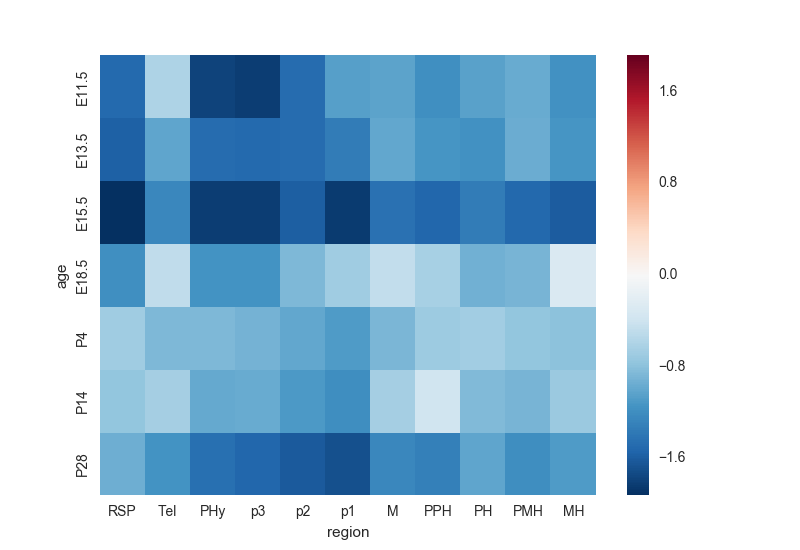 E11.5
E13.5
E15.5
E18.5
P4
P14
P28
age
RSP Tel PHy p3 p2 p1 M PPH PH PMH MH
region
1.6
0.8
0.0
−0.8
−1.6